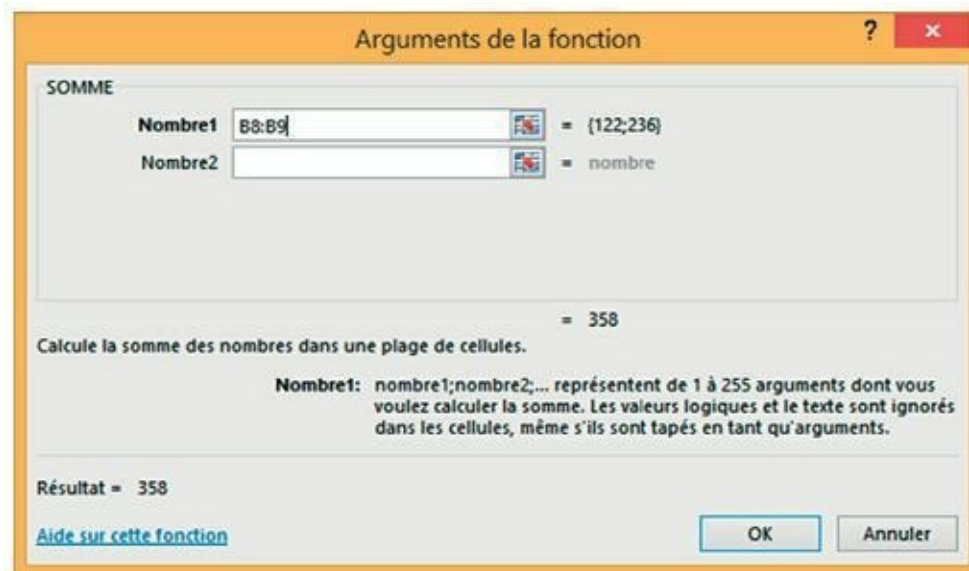 Arguments de la fonction ? ×
SOMME
Nombre1 B8:B9 = {122;236}
Nombre2 = nombre
= 358
Calcule la somme des nombres dans une plage de cellules.
Nombre1: nombre1;nombre2;... représentent de 1 à 255 arguments dont vous
voulez calculer la somme. Les valeurs logiques et le texte sont ignorés
dans les cellules, même s'ils sont tapés en tant qu'arguments.
Résultat = 358
Aide sur cette fonction OK Annuler